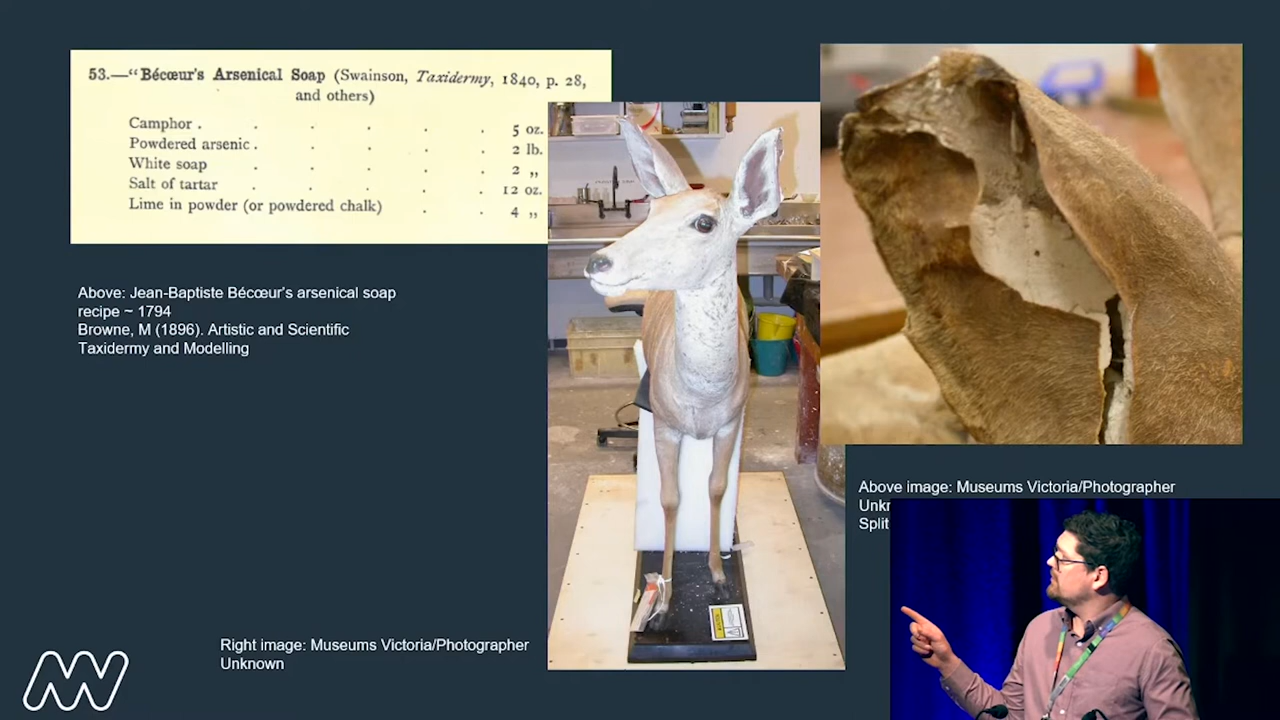 53.—“Bécœur's Arsenical Soap (Swainson, Taxidermy, 1840, p. 28,
and others)
Camphor . . . . . 5 oz.
Powdered arsenic . . . . . 2 lb.
White soap . . . . 2 „
Salt of tartar . . . . 12 oz.
Lime in powder (or powdered chalk) . . 4 „
Above: Jean-Baptiste Bécœur's arsenical soap
recipe ~ 1794
Browne, M (1896). Artistic and Scientific
Taxidermy and Modelling
Above image: Museums Victoria/Photographer
Split
Right image: Museums Victoria/Photographer
Unknown